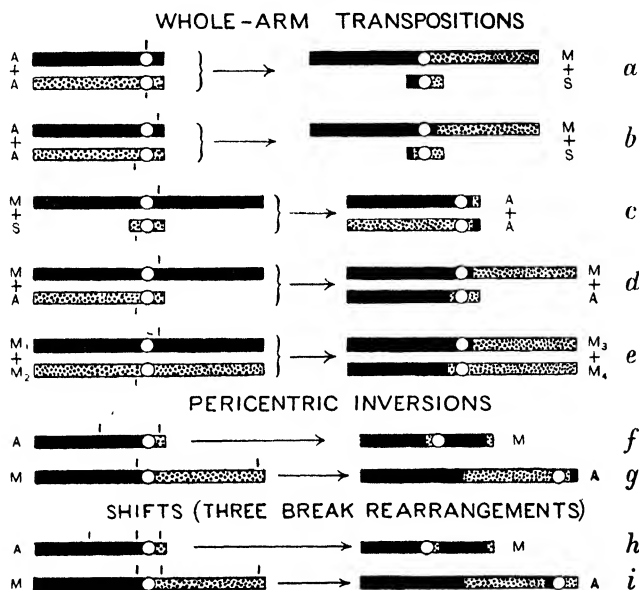 WHOLE-ARM TRANSPOSITIONS
A + A M + S a
A + A M + S b
M + S A + A c
M + A M + A d
M₁ + M₂ M₃ + M₄ e
PERICENTRIC INVERSIONS
A M f
M A g
SHIFTS (THREE BREAK REARRANGEMENTS)
A M h
M A i